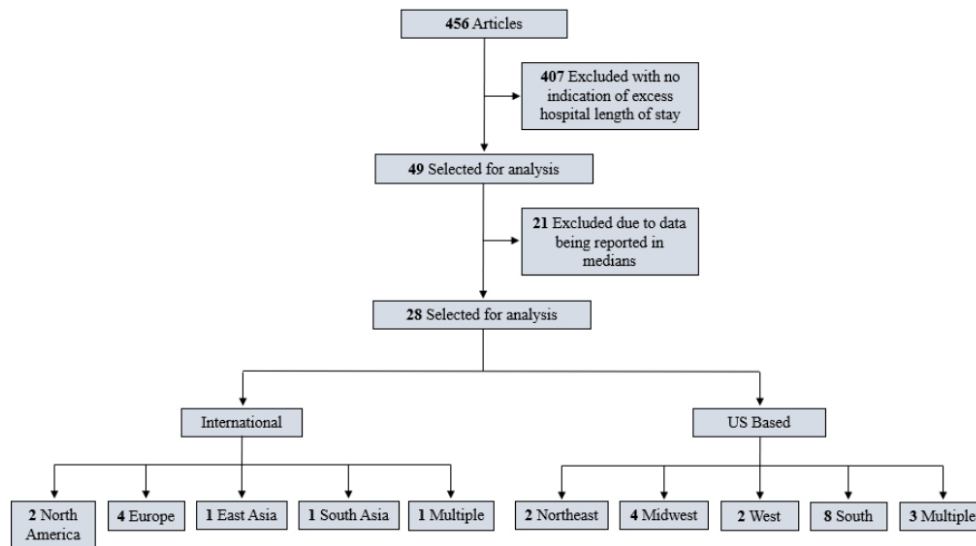 456 Articles
407 Excluded with no
indication of excess
hospital length of stay
49 Selected for analysis
21 Excluded due to data
being reported in
medians
28 Selected for analysis
International
US Based
2 North
America
4 Europe
1 East Asia
1 South Asia
1 Multiple
2 Northeast
4 Midwest
2 West
8 South
3 Multiple